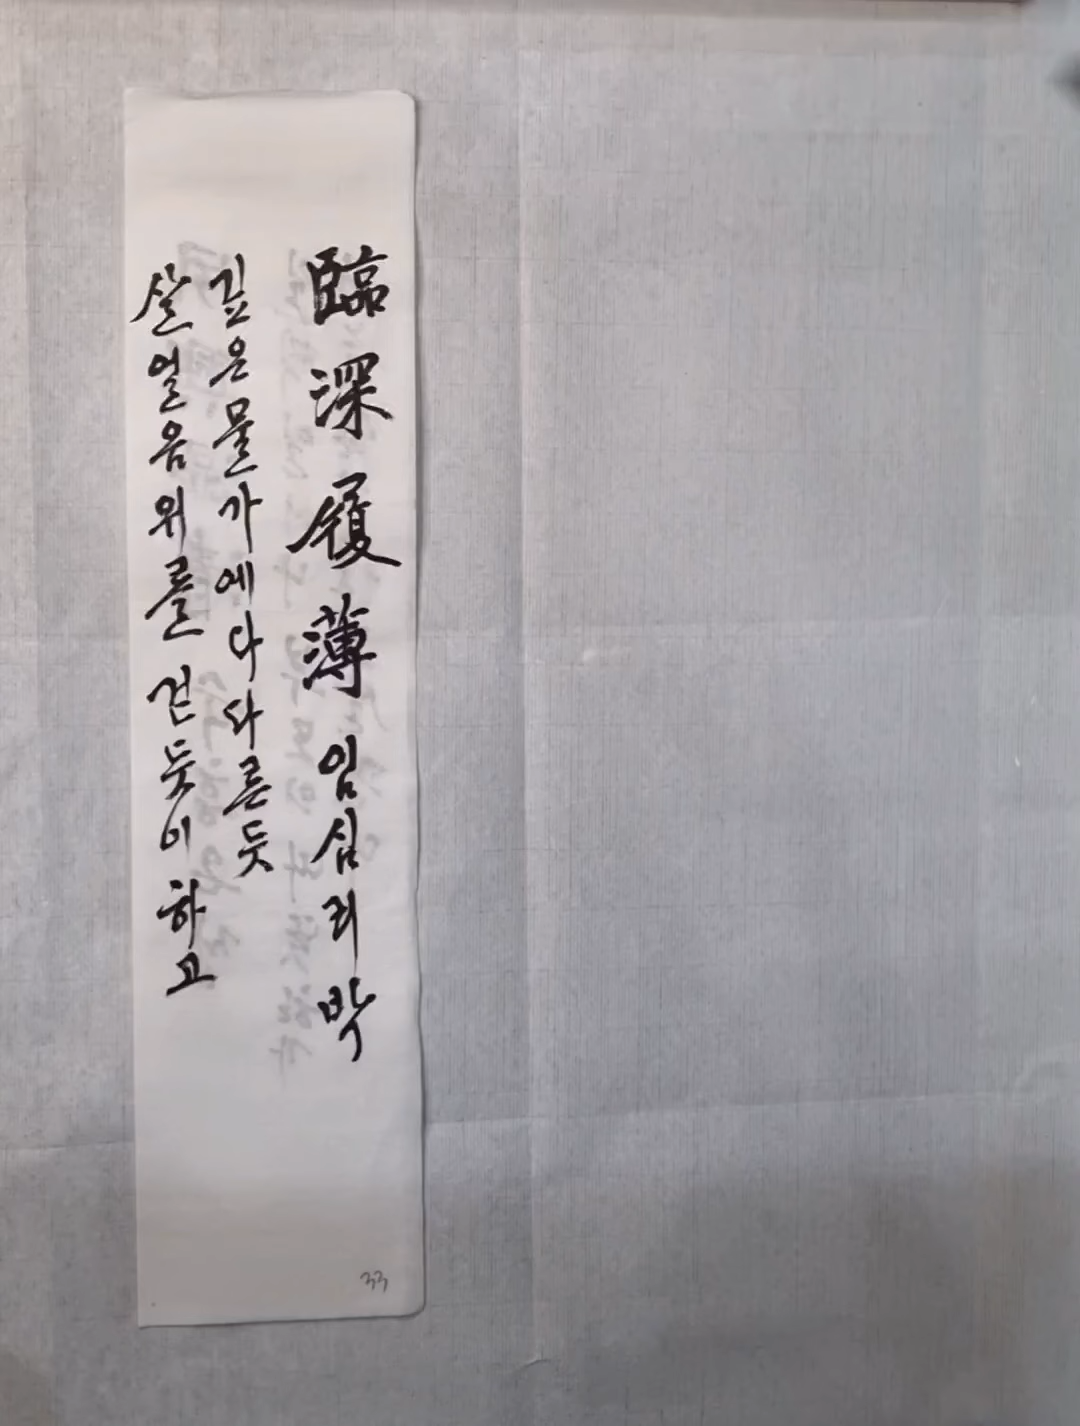 臨深履薄 임심리박
깊은물가에다다른듯
살얼음위를 걷듯이하고
33